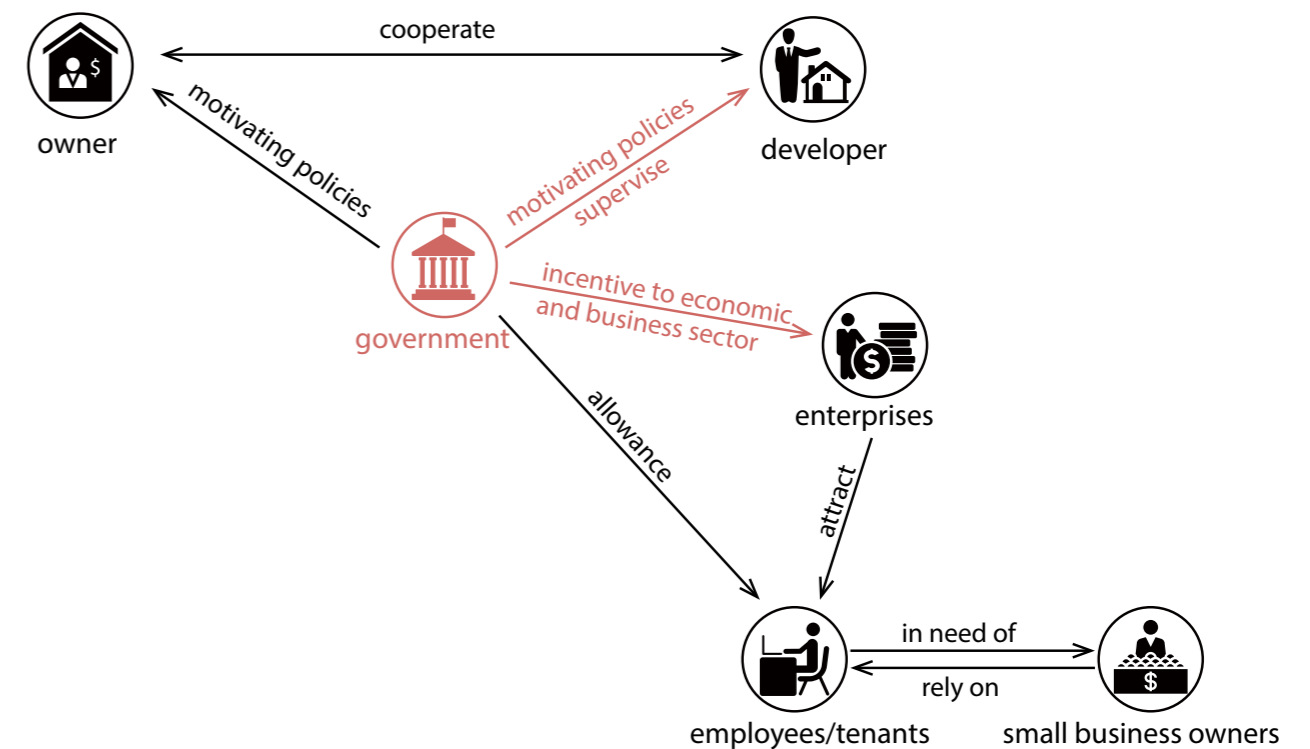 cooperate
owner
motivating policies
developer
motivating policies
supervise
government
incentive to economic
and business sector
enterprises
allowance
attract
in need of
rely on
employees/tenants
small business owners
$
$
$